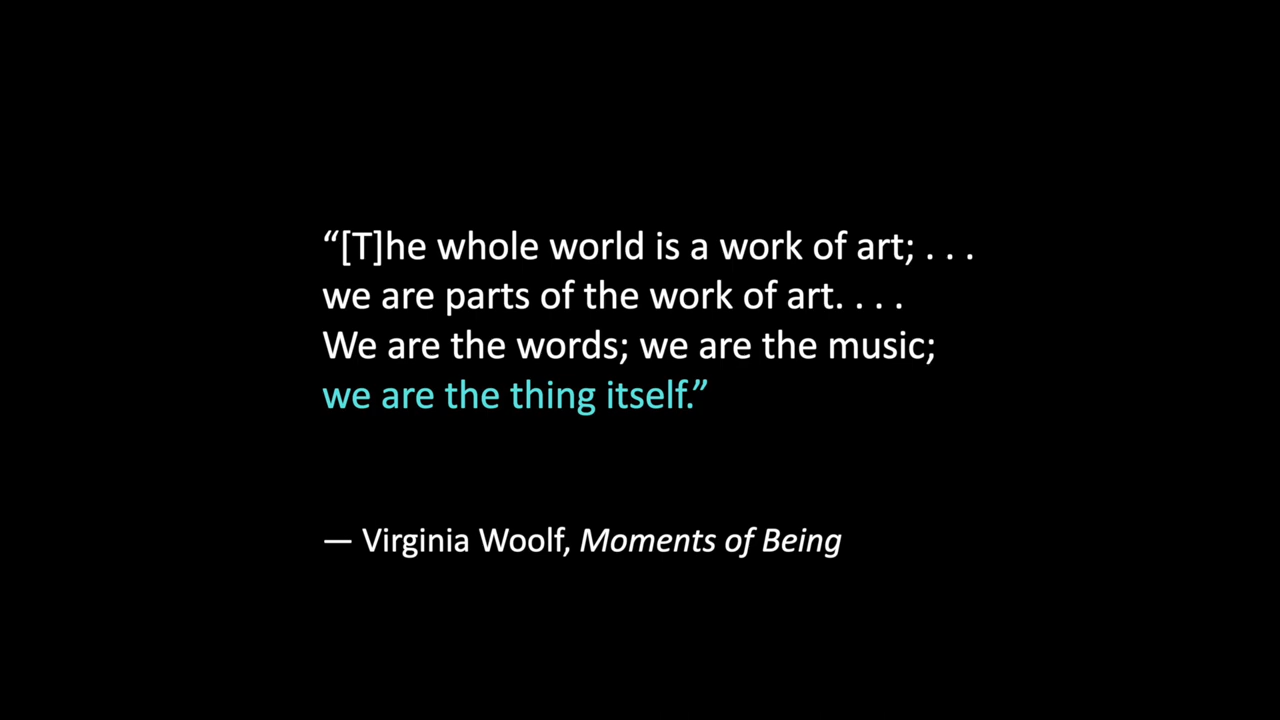 “[T]he whole world is a work of art; . . .
we are parts of the work of art. . . .
We are the words; we are the music;
we are the thing itself.”
— Virginia Woolf, Moments of Being